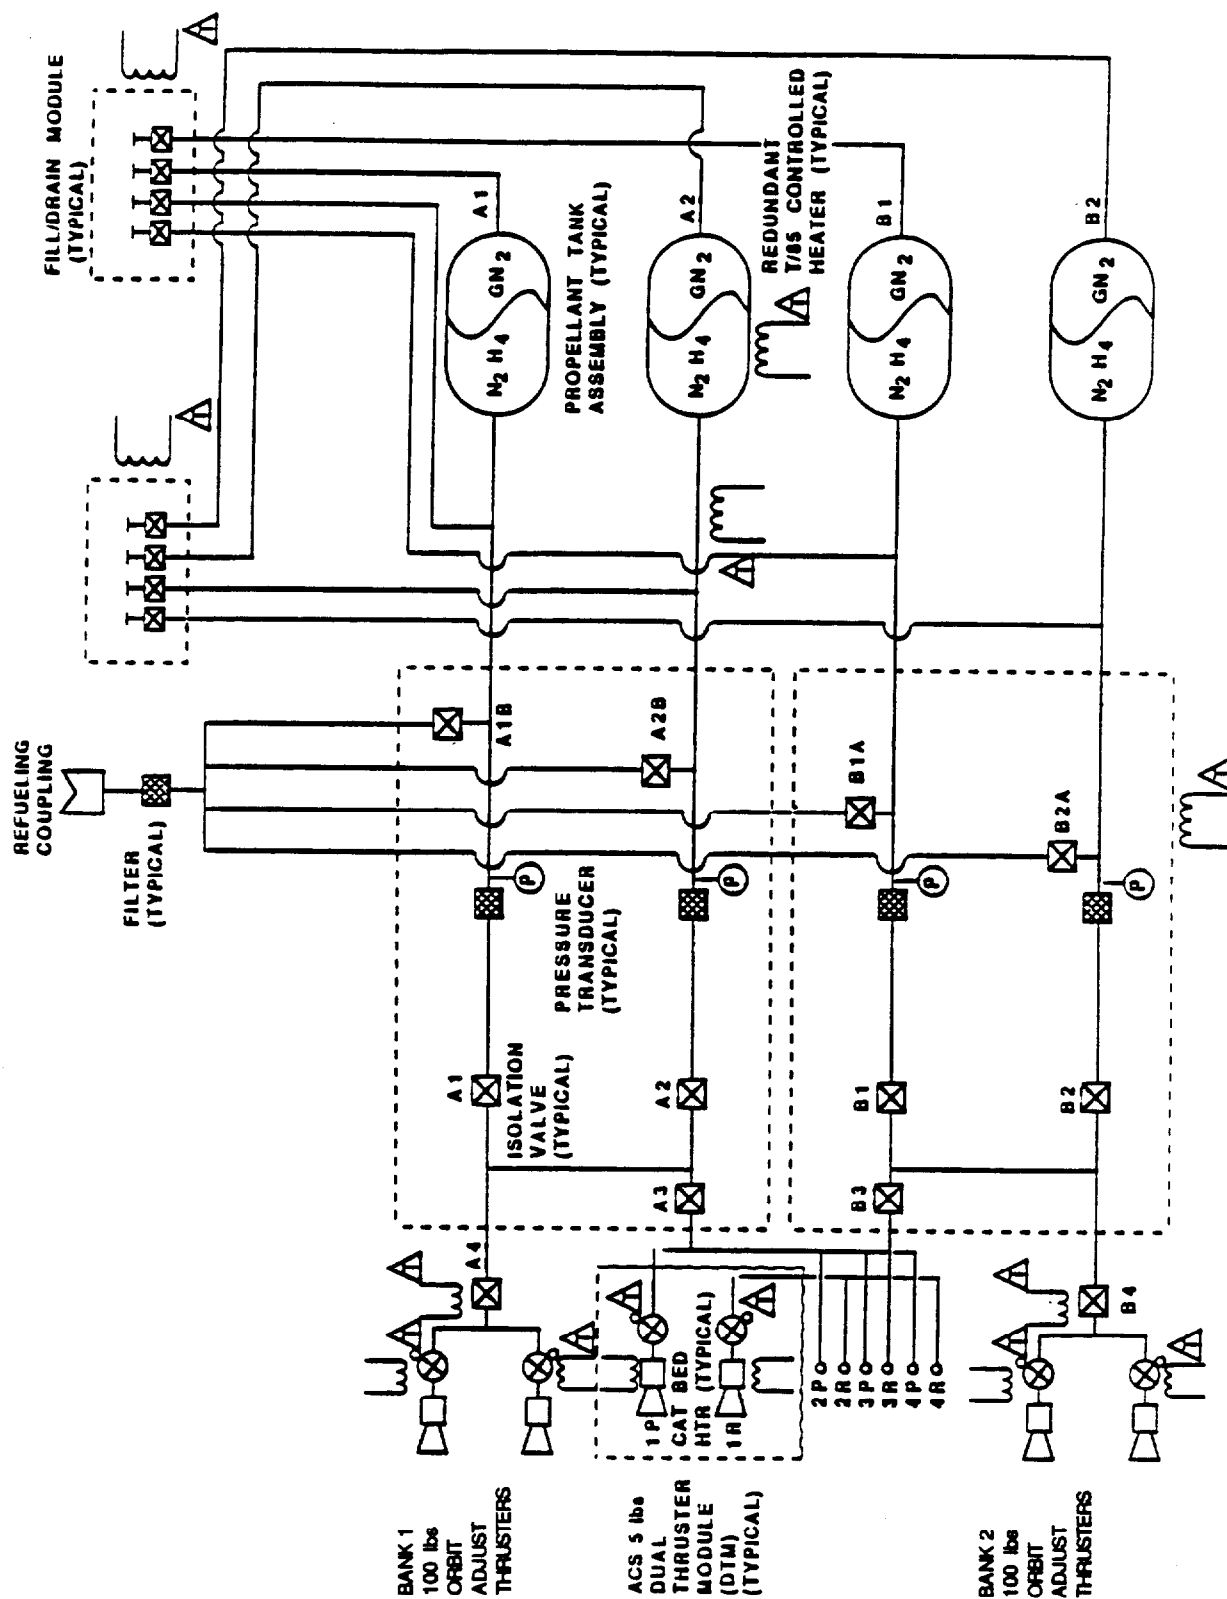 FILL/DRAIN MODULE
(TYPICAL)
REFUELING
COUPLING
FILTER
(TYPICAL)
A1
A2
B1
B2
GN2
N2H4
GN2
N2H4
GN2
N2H4
GN2
N2H4
PROPELLANT TANK
ASSEMBLY (TYPICAL)
REDUNDANT
T/85 CONTROLLED
HEATER (TYPICAL)
T
T
T
T
T
A1B
A2B
B1A
B2A
P
P
P
P
PRESSURE
TRANSDUCER
(TYPICAL)
A1
ISOLATION
VALVE
(TYPICAL)
A2
B1
B2
A3
B3
A4
B4
T
T
T
T
T
T
T
T
1P
CAT BED
HTR (TYPICAL)
1R
2P
2R
3P
3R
4P
4R
BANK 1
100 lbs
ORBIT
ADJUST
THRUSTERS
ACS 5 lbs
DUAL
THRUSTER
MODULE
(DTM)
(TYPICAL)
BANK 2
100 lbs
ORBIT
ADJUST
THRUSTERS